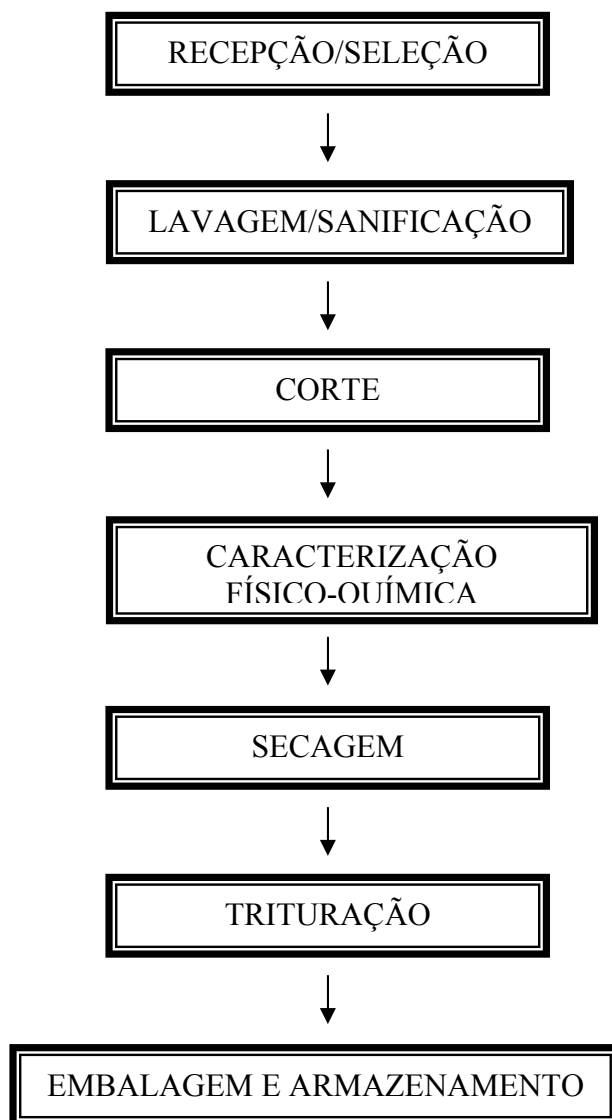 RECEPÇÃO/SELEÇÃO
LAVAGEM/SANIFICAÇÃO
CORTE
CARACTERIZAÇÃO
FÍSICO-QUÍMICA
SECAGEM
TRITURAÇÃO
EMBALAGEM E ARMAZENAMENTO